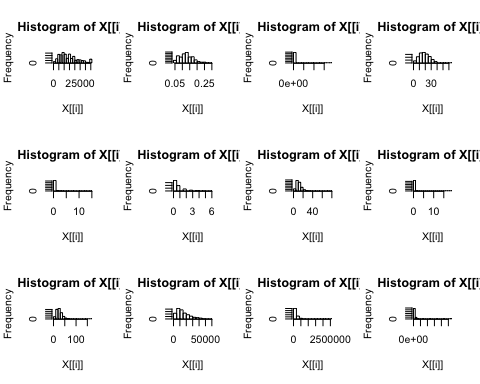 Histogram of X[[i] Histogram of X[[i] Histogram of X[[i] Histogram of X[[i]
Frequency Frequency Frequency Frequency
0 0 0 0
0 25000 0.05 0.25 0e+00 0 30
X[[i]] X[[i]] X[[i]] X[[i]]
Histogram of X[[i] Histogram of X[[i] Histogram of X[[i] Histogram of X[[i]
Frequency Frequency Frequency Frequency
0 0 0 0
0 10 0 3 6 0 40 0 10
X[[i]] X[[i]] X[[i]] X[[i]]
Histogram of X[[i] Histogram of X[[i] Histogram of X[[i] Histogram of X[[i]
Frequency Frequency Frequency Frequency
0 0 0 0
0 100 0 50000 0 2500000 0e+00
X[[i]] X[[i]] X[[i]] X[[i]]